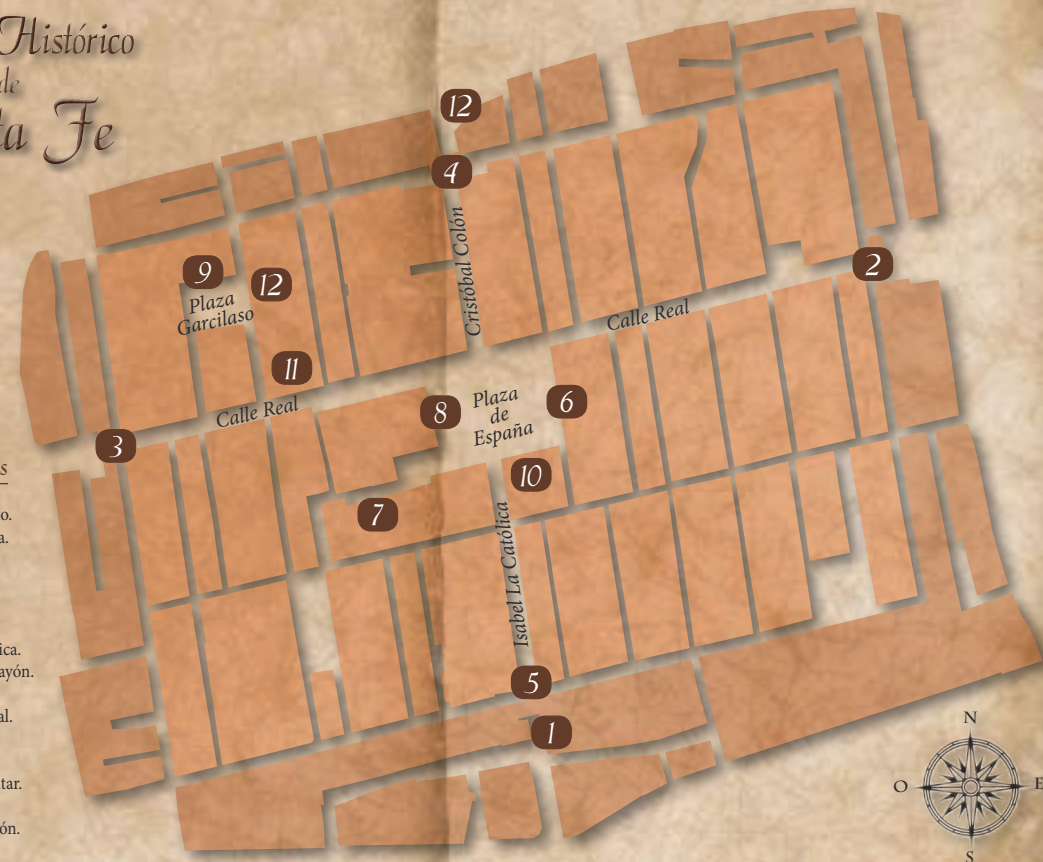 Histórico
de
Fe
12
4
Cristóbal Colón
9
Plaza
Garcilaso
12
2
Calle Real
11
Calle Real
8
Plaza
de
España
6
3
10
7
Isabel La Católica
5
1
N
O
E
S